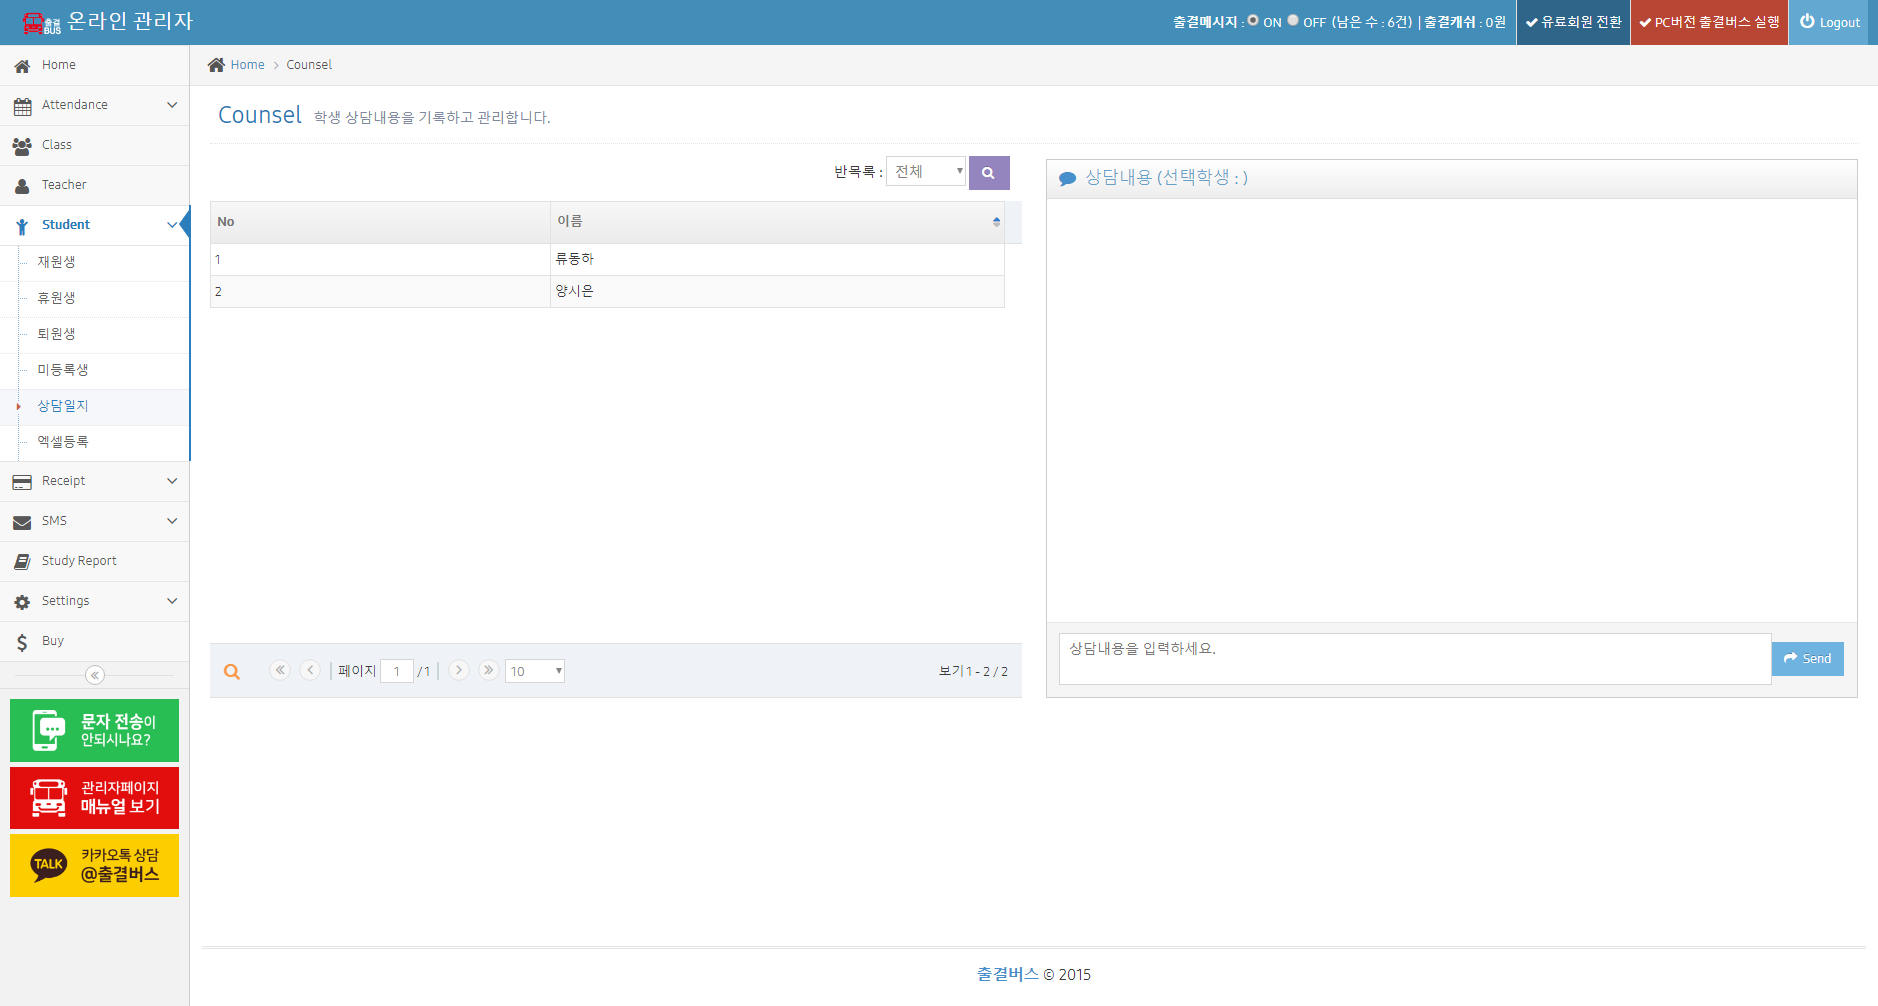 출결 BUS 온라인 관리자
출결메시지 : ON OFF (남은 수 : 6건) | 출결캐쉬 : 0원
유료회원 전환
PC버전 출결버스 실행
Logout
Home
Attendance
Class
Teacher
Student
재원생
휴원생
퇴원생
미등록생
상담일지
엑셀등록
Receipt
SMS
Study Report
Settings
Buy
문자 전송이
안되시나요?
관리자페이지
매뉴얼 보기
TALK
카카오톡 상담
@출결버스
Home > Counsel
Counsel 학생 상담내용을 기록하고 관리합니다.
반목록 : 전체
No 이름
1 류동하
2 양시은
페이지 1 / 1 10 보기 1 - 2 / 2
상담내용 (선택학생 : )
상담내용을 입력하세요.
Send
출결버스 © 2015